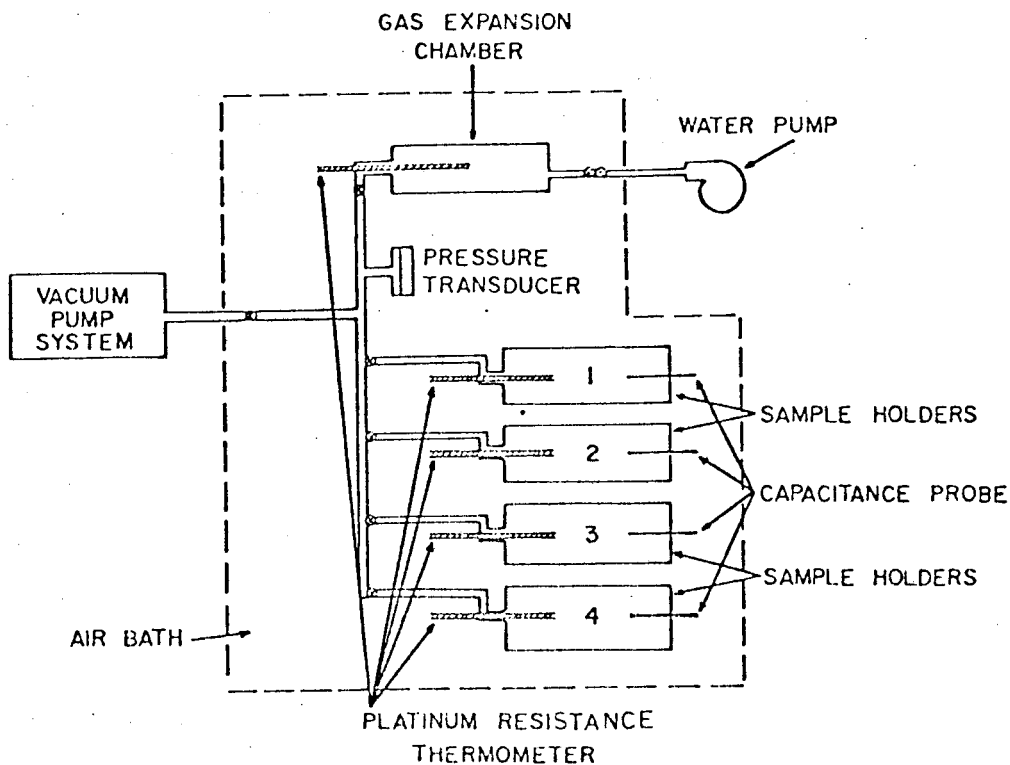 GAS EXPANSION
CHAMBER
WATER PUMP
PRESSURE
TRANSDUCER
VACUUM
PUMP
SYSTEM
1
SAMPLE HOLDERS
2
CAPACITANCE PROBE
3
SAMPLE HOLDERS
4
AIR BATH
PLATINUM RESISTANCE
THERMOMETER